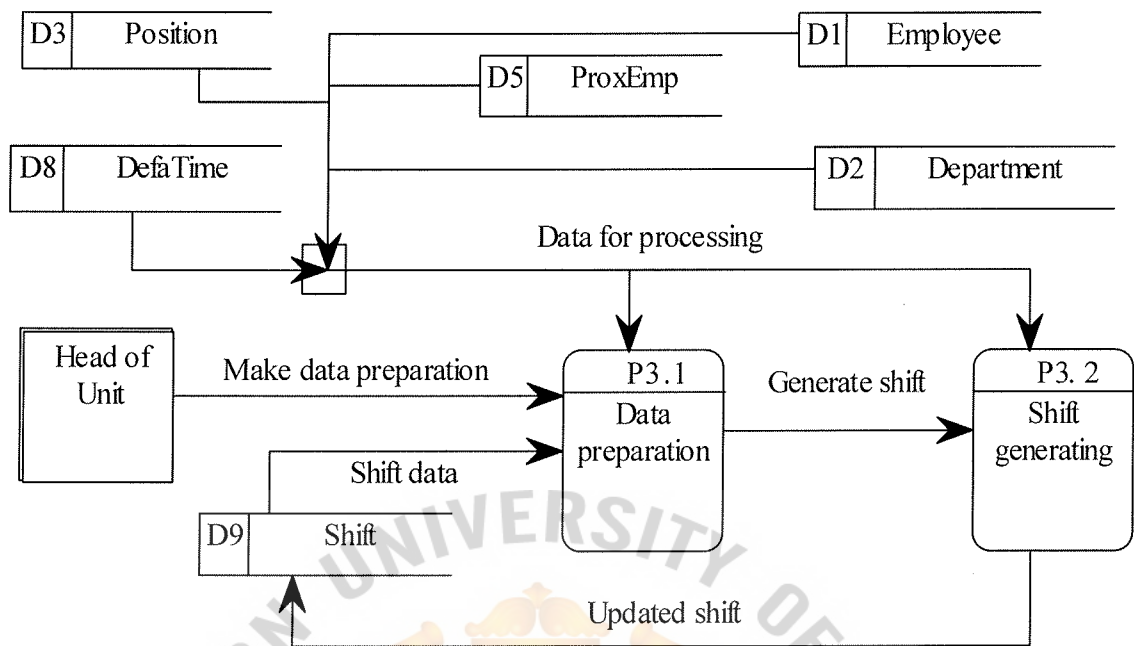 D3 Position
D1 Employee
D5 ProxEmp
D8 DefaTime
D2 Department
Data for processing
Head of
Unit
Make data preparation
P3.1
Data
preparation
Generate shift
P3. 2
Shift
generating
Shift data
D9 Shift
Updated shift
UNIVERSITY OF